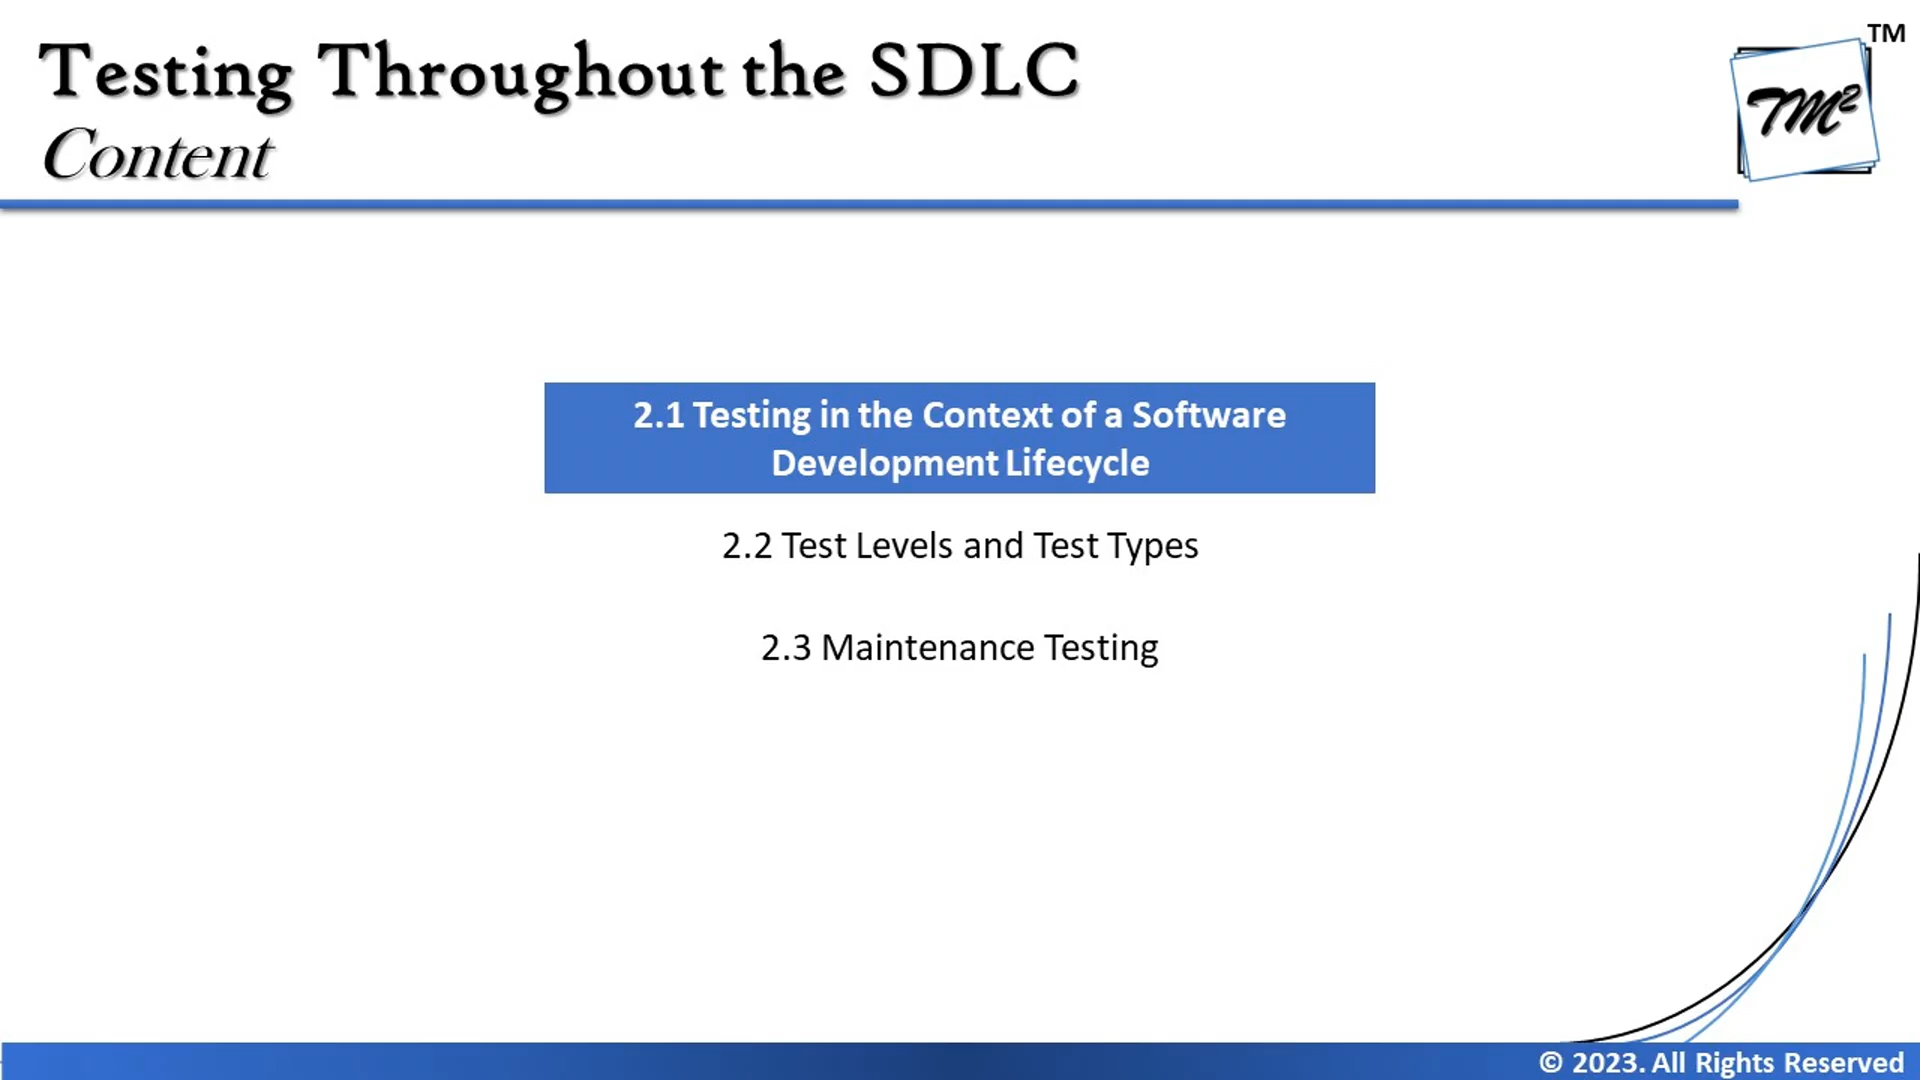 Testing Throughout the SDLC
TM
Content
TM²
2.1 Testing in the Context of a Software
Development Lifecycle
2.2 Test Levels and Test Types
2.3 Maintenance Testing
© 2023. All Rights Reserved